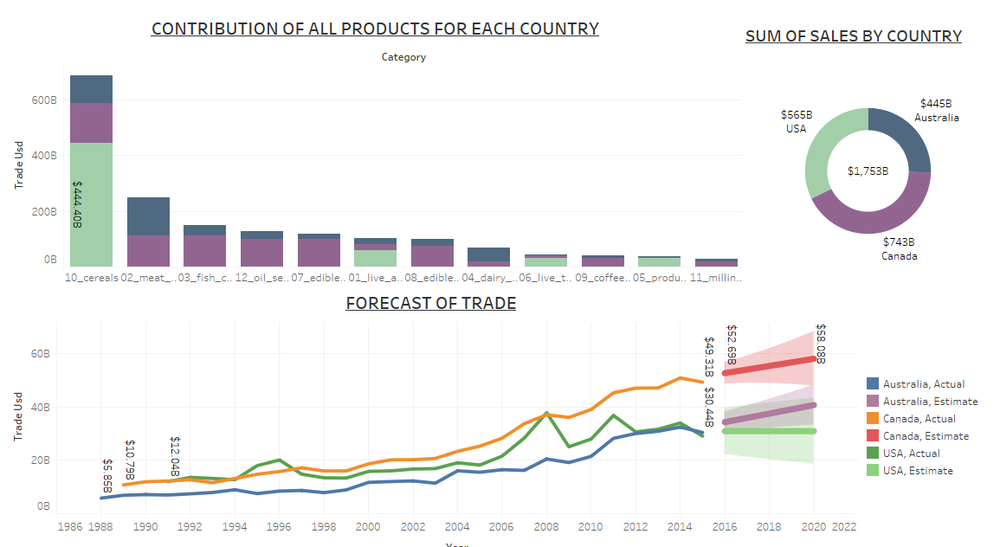 CONTRIBUTION OF ALL PRODUCTS FOR EACH COUNTRY
SUM OF SALES BY COUNTRY
Category
Trade Usd
600B
400B
200B
0B
$444.40B
10_cereals 02_meat_.. 03_fish_c.. 12_oil_se.. 07_edible.. 01_live_a.. 08_edible.. 04_dairy_.. 06_live_t.. 09_coffee.. 05_produ.. 11_millin..
$565B
USA
$445B
Australia
$1,753B
$743B
Canada
FORECAST OF TRADE
Trade Usd
60B
40B
20B
0B
$5.85B
$10.79B
$12.04B
$49.31B
$30.44B
$52.69B
$58.08B
1986 1988 1990 1992 1994 1996 1998 2000 2002 2004 2006 2008 2010 2012 2014 2016 2018 2020 2022
Year
Australia, Actual
Australia, Estimate
Canada, Actual
Canada, Estimate
USA, Actual
USA, Estimate